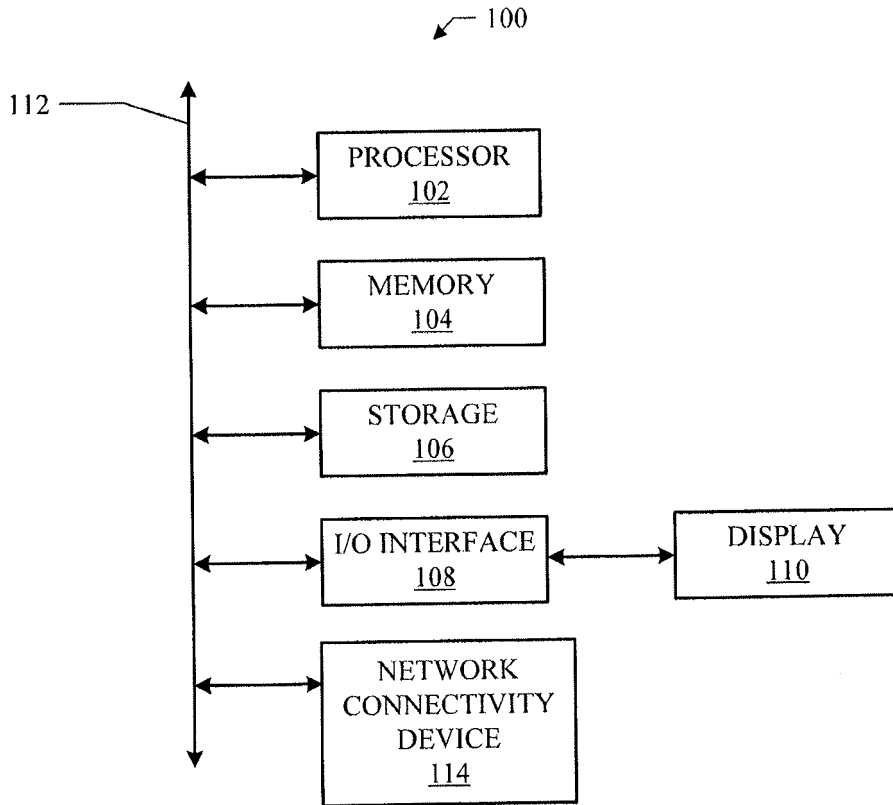 100
112
PROCESSOR
102
MEMORY
104
STORAGE
106
I/O INTERFACE
108
DISPLAY
110
NETWORK
CONNECTIVITY
DEVICE
114